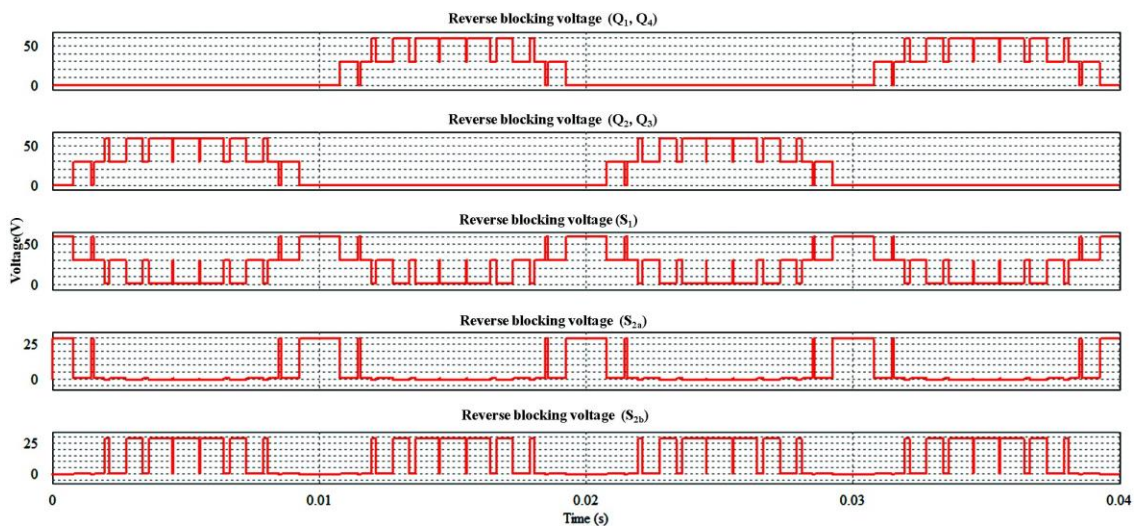 Reverse blocking voltage (Q₁, Q₄)
50
0
Reverse blocking voltage (Q₂, Q₃)
50
0
Reverse blocking voltage (S₁)
50
0
Voltage(V)
Reverse blocking voltage (S₂ₐ)
25
0
Reverse blocking voltage (S₂b)
25
0
0 0.01 0.02 0.03 0.04
Time (s)